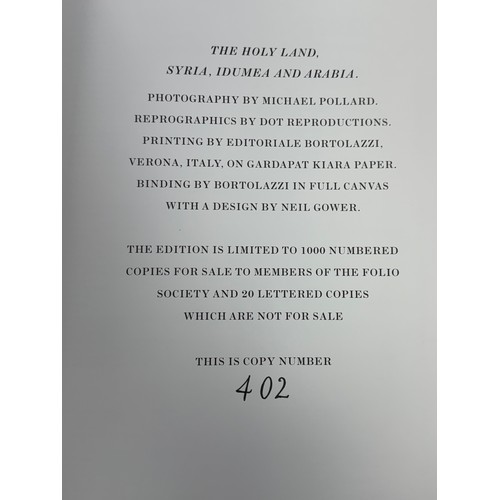 THE HOLY LAND,
SYRIA, IDUMEA AND ARABIA.
PHOTOGRAPHY BY MICHAEL POLLARD.
REPROGRAPHICS BY DOT REPRODUCTIONS.
PRINTING BY EDITORIALE BORTOLAZZI,
VERONA, ITALY, ON GARDAPAT KIARA PAPER.
BINDING BY BORTOLAZZI IN FULL CANVAS
WITH A DESIGN BY NEIL GOWER.
THE EDITION IS LIMITED TO 1000 NUMBERED
COPIES FOR SALE TO MEMBERS OF THE FOLIO
SOCIETY AND 20 LETTERED COPIES
WHICH ARE NOT FOR SALE
THIS IS COPY NUMBER
402